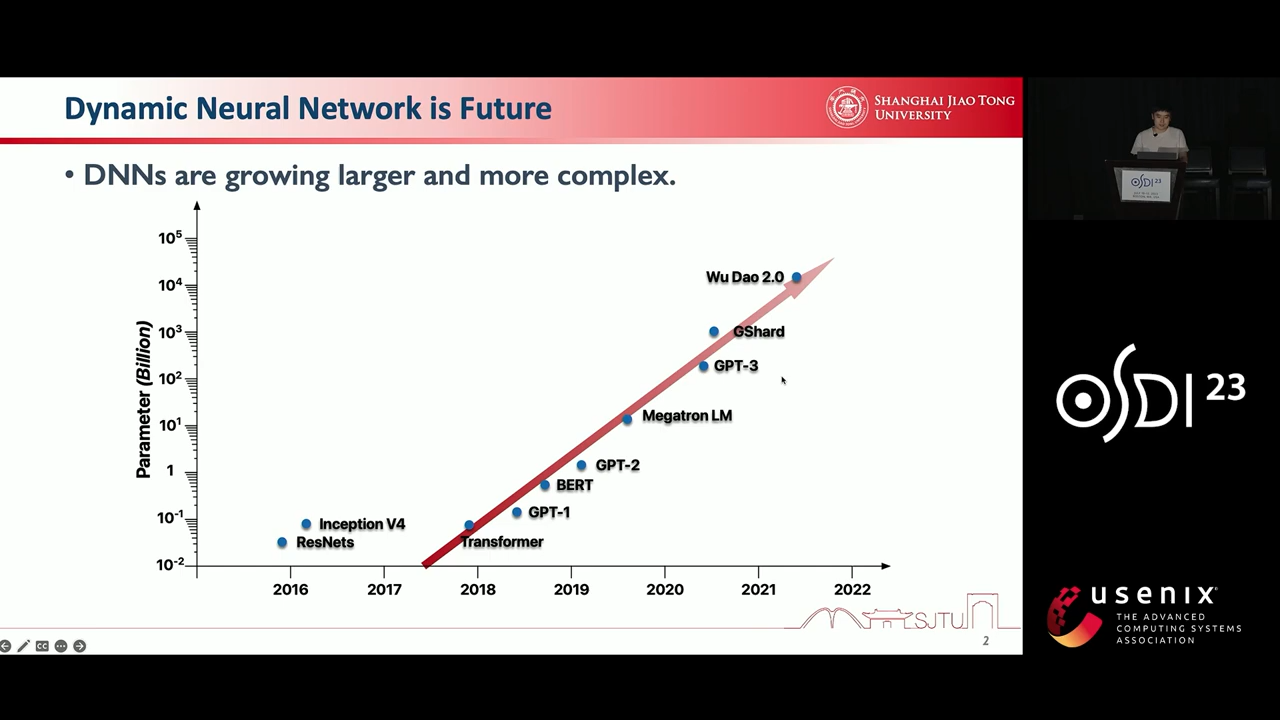 Dynamic Neural Network is Future
SHANGHAI JIAO TONG
UNIVERSITY
• DNNs are growing larger and more complex.
Parameter (Billion)
10⁵
10⁴
10³
10²
10¹
1
10⁻¹
10⁻²
Wu Dao 2.0
GShard
GPT-3
Megatron LM
GPT-2
BERT
GPT-1
Inception V4
ResNets
Transformer
2016
2017
2018
2019
2020
2021
2022
SJTU
2
CC
OSDI 23
OSDI 23
usenix
THE ADVANCED
COMPUTING SYSTEMS
ASSOCIATION